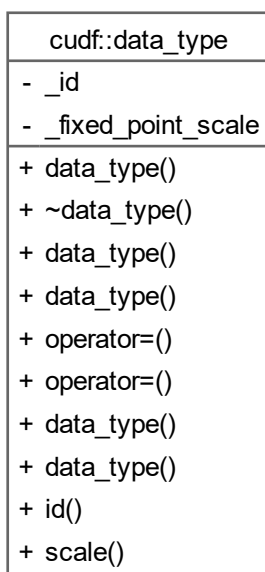 cudf::data_type
- _id
- _fixed_point_scale
+ data_type()
+ ~data_type()
+ data_type()
+ data_type()
+ operator=()
+ operator=()
+ data_type()
+ data_type()
+ id()
+ scale()